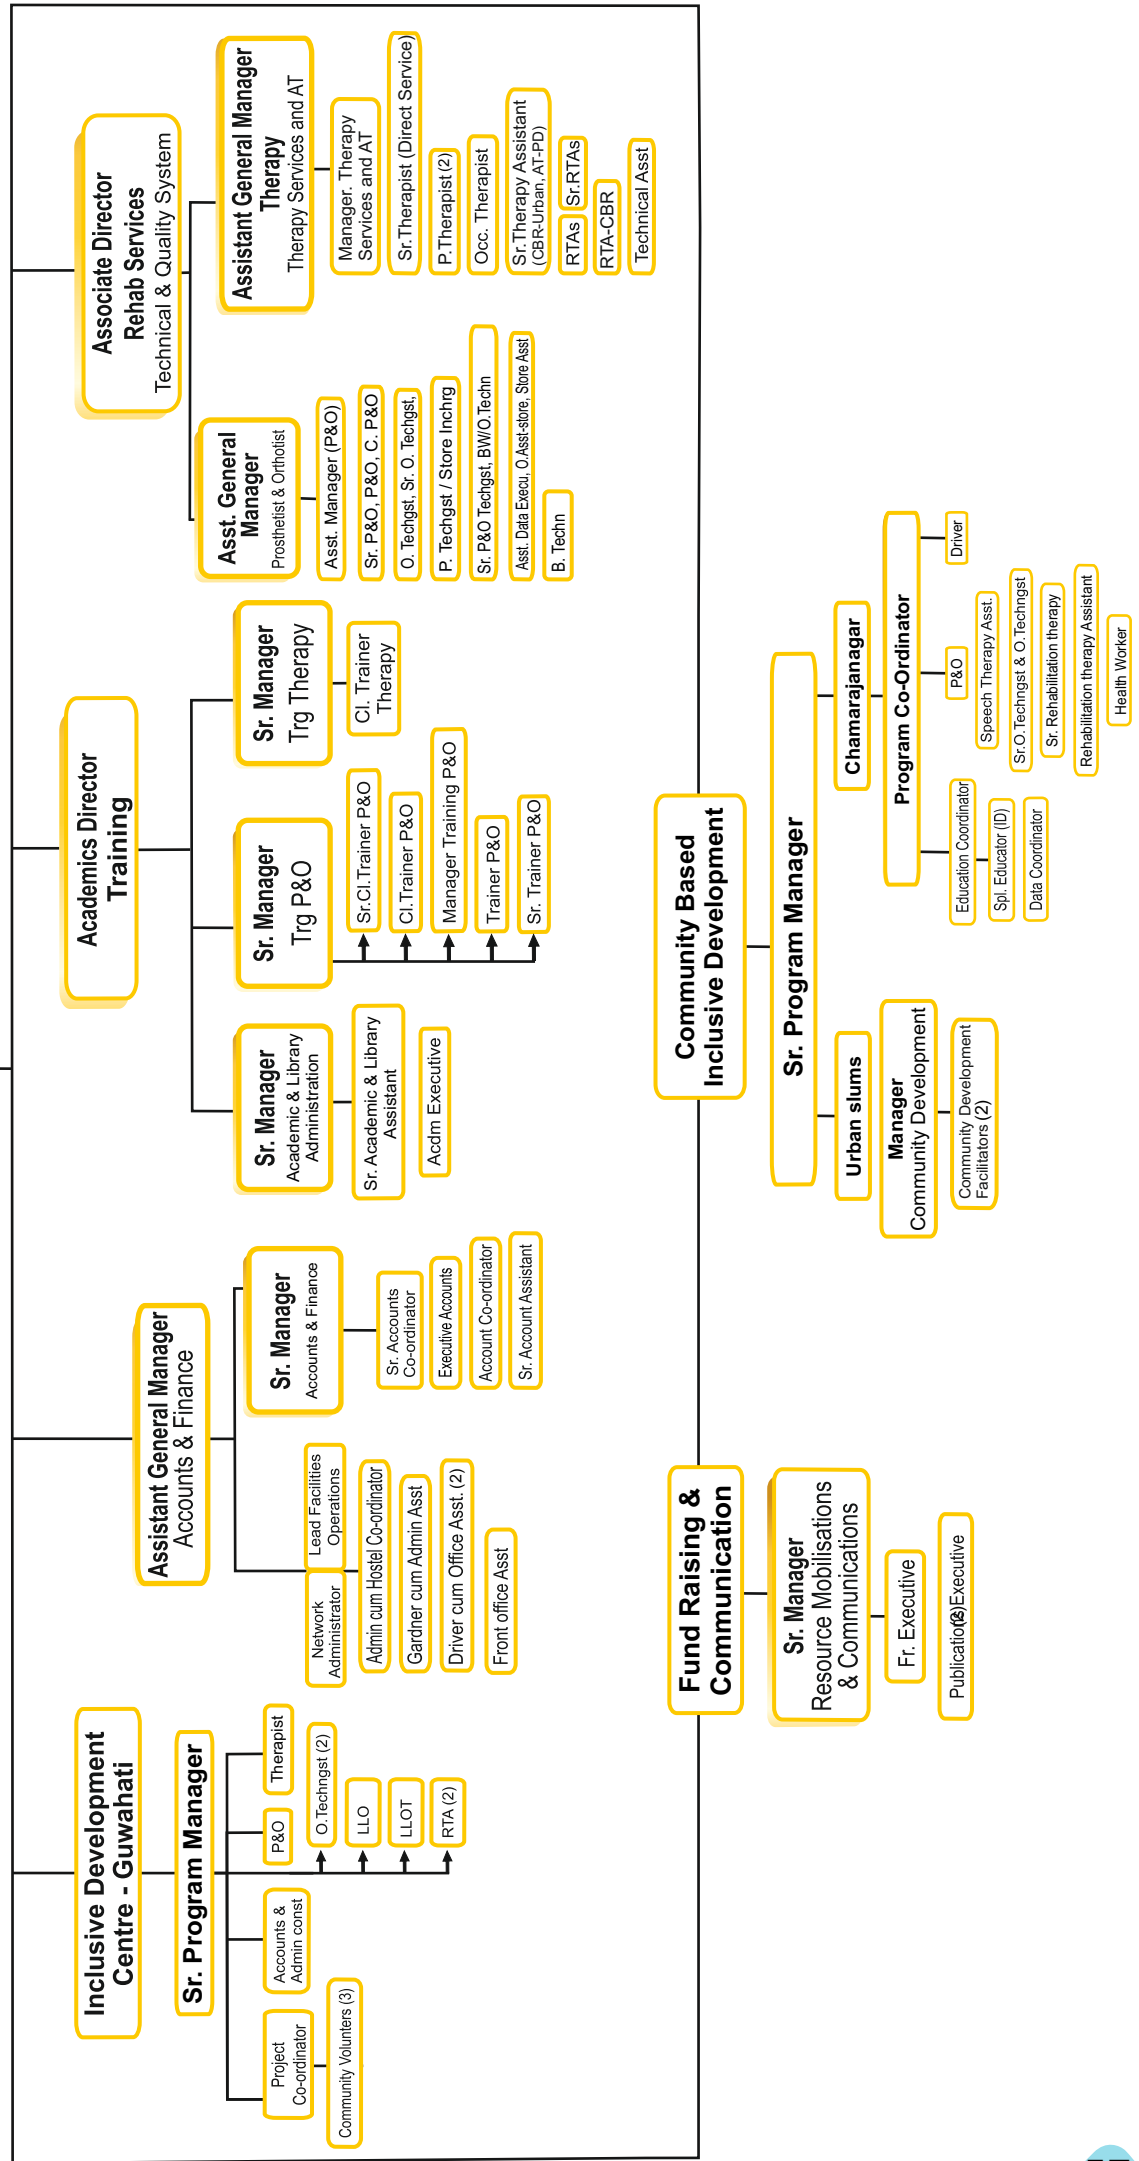 Inclusive Development
Centre - Guwahati
Sr. Program Manager
Project
Co-ordinator
Community Volunters (3)
Accounts &
Admin const
P&O
Therapist
O.Techngst (2)
LLO
LLOT
RTA (2)
Assistant General Manager
Accounts & Finance
Network
Administrator
Lead Facilities
Operations
Admin cum Hostel Co-ordinator
Gardner cum Admin Asst
Driver cum Office Asst. (2)
Front office Asst
Sr. Manager
Accounts & Finance
Sr. Accounts
Co-ordinator
Executive Accounts
Account Co-ordinator
Sr. Account Assistant
Academics Director
Training
Sr. Manager
Academic & Library
Administration
Sr. Academic & Library
Assistant
Acdm Executive
Sr. Manager
Trg P&O
Sr.Cl.Trainer P&O
Cl.Trainer P&O
Manager Training P&O
Trainer P&O
Sr. Trainer P&O
Sr. Manager
Trg Therapy
Cl. Trainer
Therapy
Associate Director
Rehab Services
Technical & Quality System
Asst. General
Manager
Prosthetist & Orthotist
Asst. Manager (P&O)
Sr. P&O, P&O, C. P&O
O. Techgst, Sr. O. Techgst,
P. Techgst / Store Inchrg
Sr. P&O Techgst, BW/O.Techn
Asst. Data Execu, O.Asst-store, Store Asst
B. Techn
Assistant General Manager
Therapy
Therapy Services and AT
Manager. Therapy
Services and AT
Sr.Therapist (Direct Service)
P.Therapist (2)
Occ. Therapist
Sr.Therapy Assistant
(CBR-Urban, AT-PD)
RTAs
Sr.RTAs
RTA-CBR
Technical Asst
Fund Raising &
Communication
Sr. Manager
Resource Mobilisations
& Communications
Fr. Executive
Publications Executive
(2)
Community Based
Inclusive Development
Sr. Program Manager
Urban slums
Manager
Community Development
Community Development
Facilitators (2)
Chamarajanagar
Program Co-Ordinator
Education Coordinator
Spl. Educator (ID)
Data Coordinator
P&O
Speech Therapy Asst.
Sr.O.Techngst & O.Techngst
Sr. Rehabilitation therapy
Rehabilitation therapy Assistant
Health Worker
Driver